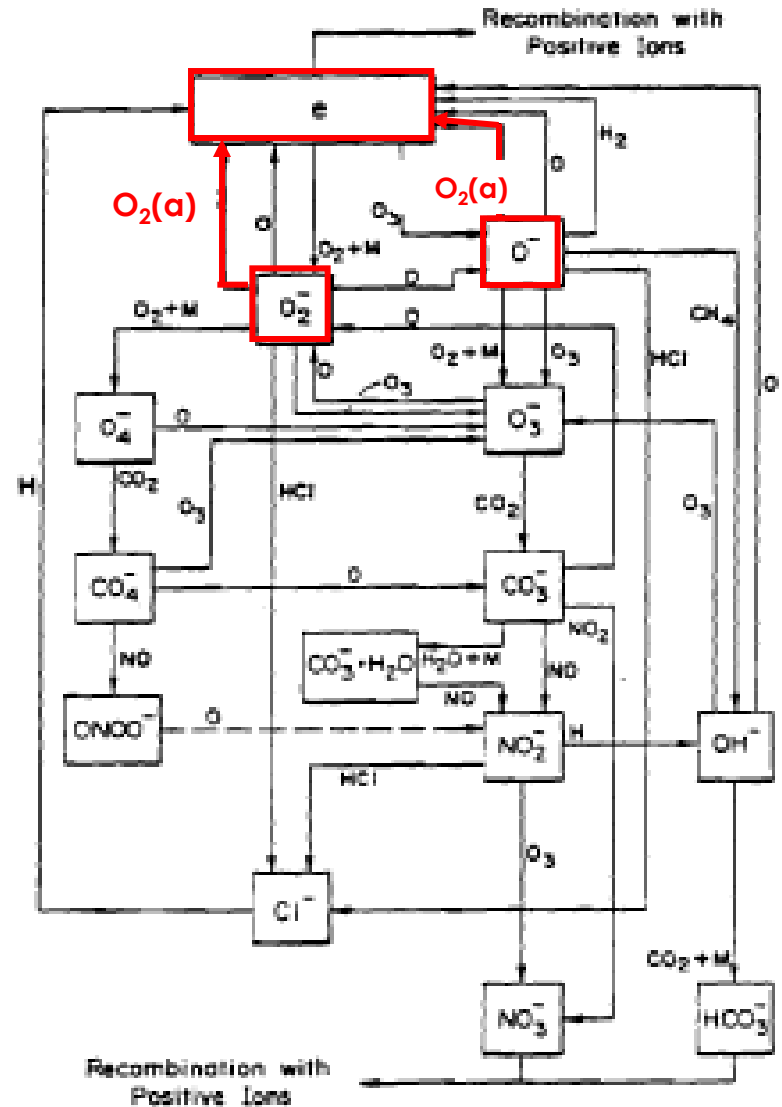 Recombination with
Positive Ions
e
H₂
O₂(a)
O₂(a)
O
O
O₃
O⁻
O₂+M
O₂⁻
O
O₂+M
O
CH₄
O₂+M
O₃
HCl
O
O
O₃
O₄⁻
O
O₃⁻
H
CO₂
O₃
HCl
CO₂
O₃
CO₄⁻
O
CO₃⁻
NO₂
NO
CO₃⁻·H₂O
H₂O+M
NO
NO
ONOO⁻
O
NO₂⁻
H
OH⁻
HCl
O₃
Cl⁻
CO₂+M
NO₃⁻
HCO₃⁻
Recombination with
Positive Ions